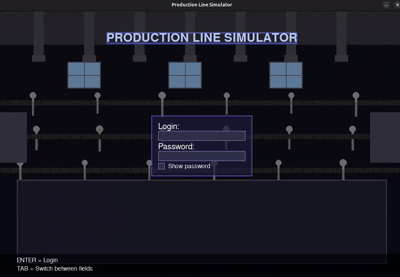 Production Line Simulator
PRODUCTION LINE SIMULATOR
Login:
Password:
Show password
ENTER = Login
TAB = Switch between fields